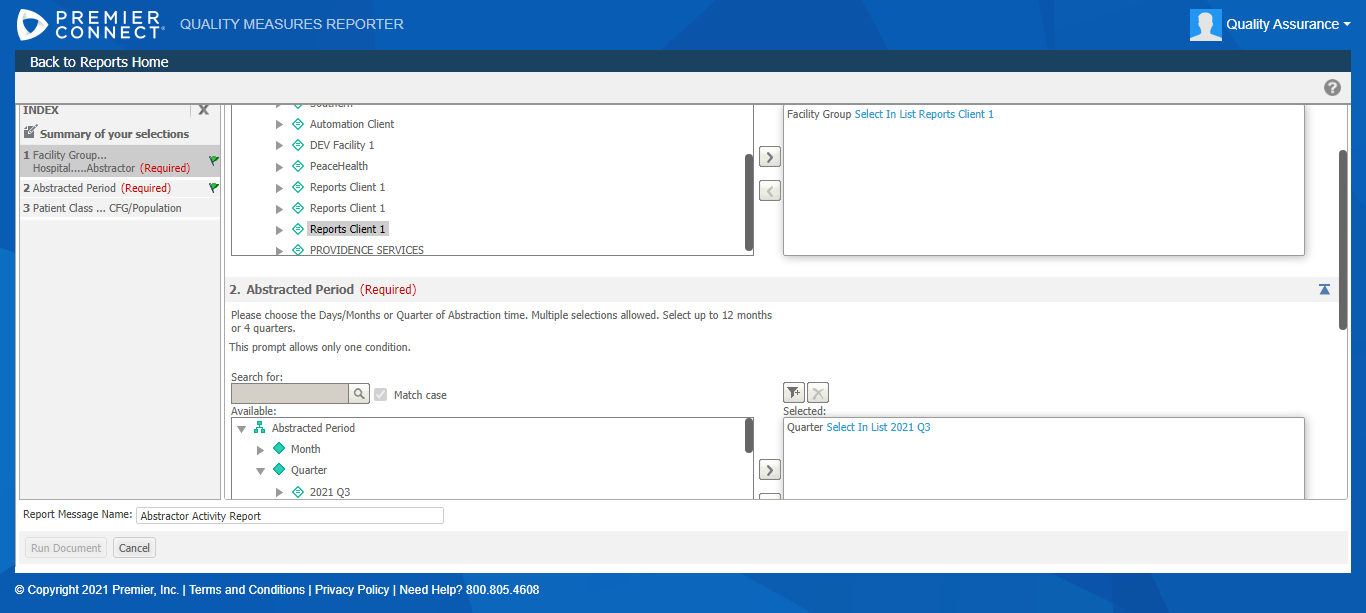 PREMIER
CONNECT
QUALITY MEASURES REPORTER
Quality Assurance
Back to Reports Home
?
INDEX
X
Summary of your selections
1 Facility Group...
Hospital.....Abstractor (Required)
2 Abstracted Period (Required)
3 Patient Class ... CFG/Population
Southern
Automation Client
DEV Facility 1
PeaceHealth
Reports Client 1
Reports Client 1
Reports Client 1
PROVIDENCE SERVICES
Facility Group Select In List Reports Client 1
2. Abstracted Period (Required)
Please choose the Days/Months or Quarter of Abstraction time. Multiple selections allowed. Select up to 12 months
or 4 quarters.
This prompt allows only one condition.
Search for:
Match case
Available:
Selected:
Abstracted Period
Month
Quarter
2021 Q3
Quarter Select In List 2021 Q3
Report Message Name: Abstractor Activity Report
Run Document
Cancel
© Copyright 2021 Premier, Inc. | Terms and Conditions | Privacy Policy | Need Help? 800.805.4608